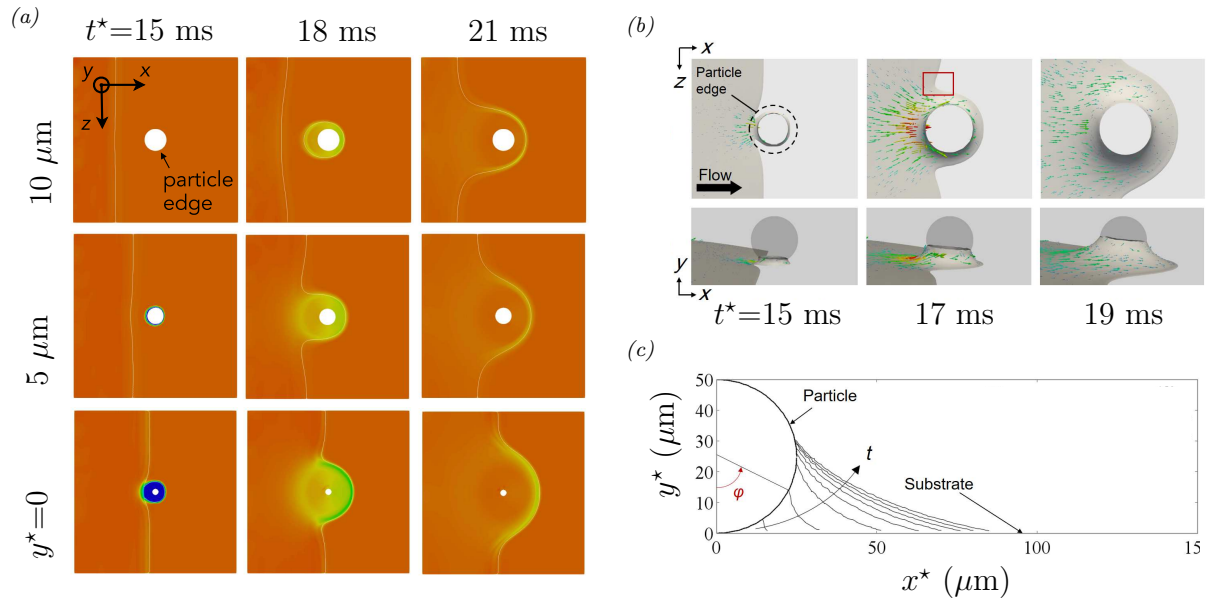 (a)
t*=15 ms
18 ms
21 ms
10 μm
5 μm
y*=0
y
x
z
particle
edge
(b)
x
z
Particle
edge
Flow
y
x
t*=15 ms
17 ms
19 ms
(c)
50
40
30
20
10
0
y* (μm)
Particle
t
Substrate
φ
0
50
100
15
x* (μm)